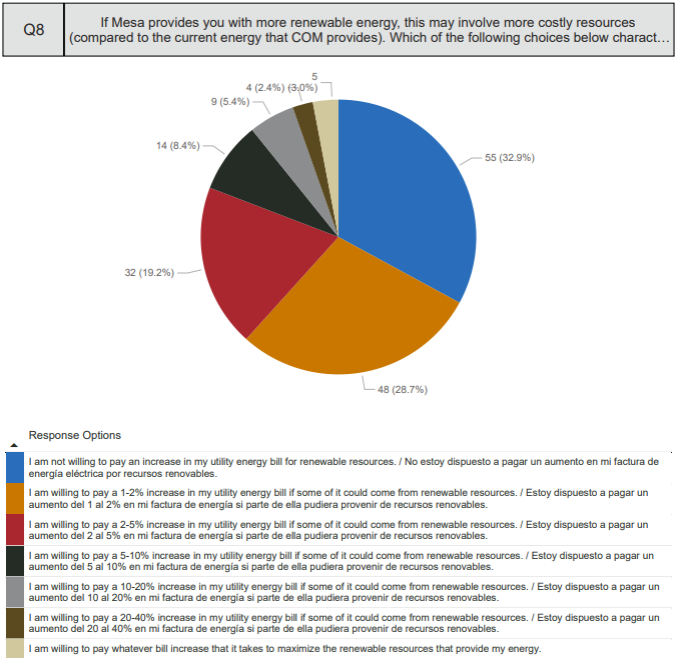 Q8
If Mesa provides you with more renewable energy, this may involve more costly resources
(compared to the current energy that COM provides). Which of the following choices below charact…
5
4 (2.4%) (3.0%)
9 (5.4%)
14 (8.4%)
55 (32.9%)
32 (19.2%)
48 (28.7%)
Response Options
I am not willing to pay an increase in my utility energy bill for renewable resources. / No estoy dispuesto a pagar un aumento en mi factura de
energía eléctrica por recursos renovables.
I am willing to pay a 1-2% increase in my utility energy bill if some of it could come from renewable resources. / Estoy dispuesto a pagar un
aumento del 1 al 2% en mi factura de energía si parte de ella pudiera provenir de recursos renovables.
I am willing to pay a 2-5% increase in my utility energy bill if some of it could come from renewable resources. / Estoy dispuesto a pagar un
aumento del 2 al 5% en mi factura de energía si parte de ella pudiera provenir de recursos renovables.
I am willing to pay a 5-10% increase in my utility energy bill if some of it could come from renewable resources. / Estoy dispuesto a pagar un
aumento del 5 al 10% en mi factura de energía si parte de ella pudiera provenir de recursos renovables.
I am willing to pay a 10-20% increase in my utility energy bill if some of it could come from renewable resources. / Estoy dispuesto a pagar un
aumento del 10 al 20% en mi factura de energía si parte de ella pudiera provenir de recursos renovables.
I am willing to pay a 20-40% increase in my utility energy bill if some of it could come from renewable resources. / Estoy dispuesto a pagar un
aumento del 20 al 40% en mi factura de energía si parte de ella pudiera provenir de recursos renovables.
I am willing to pay whatever bill increase that it takes to maximize the renewable resources that provide my energy.